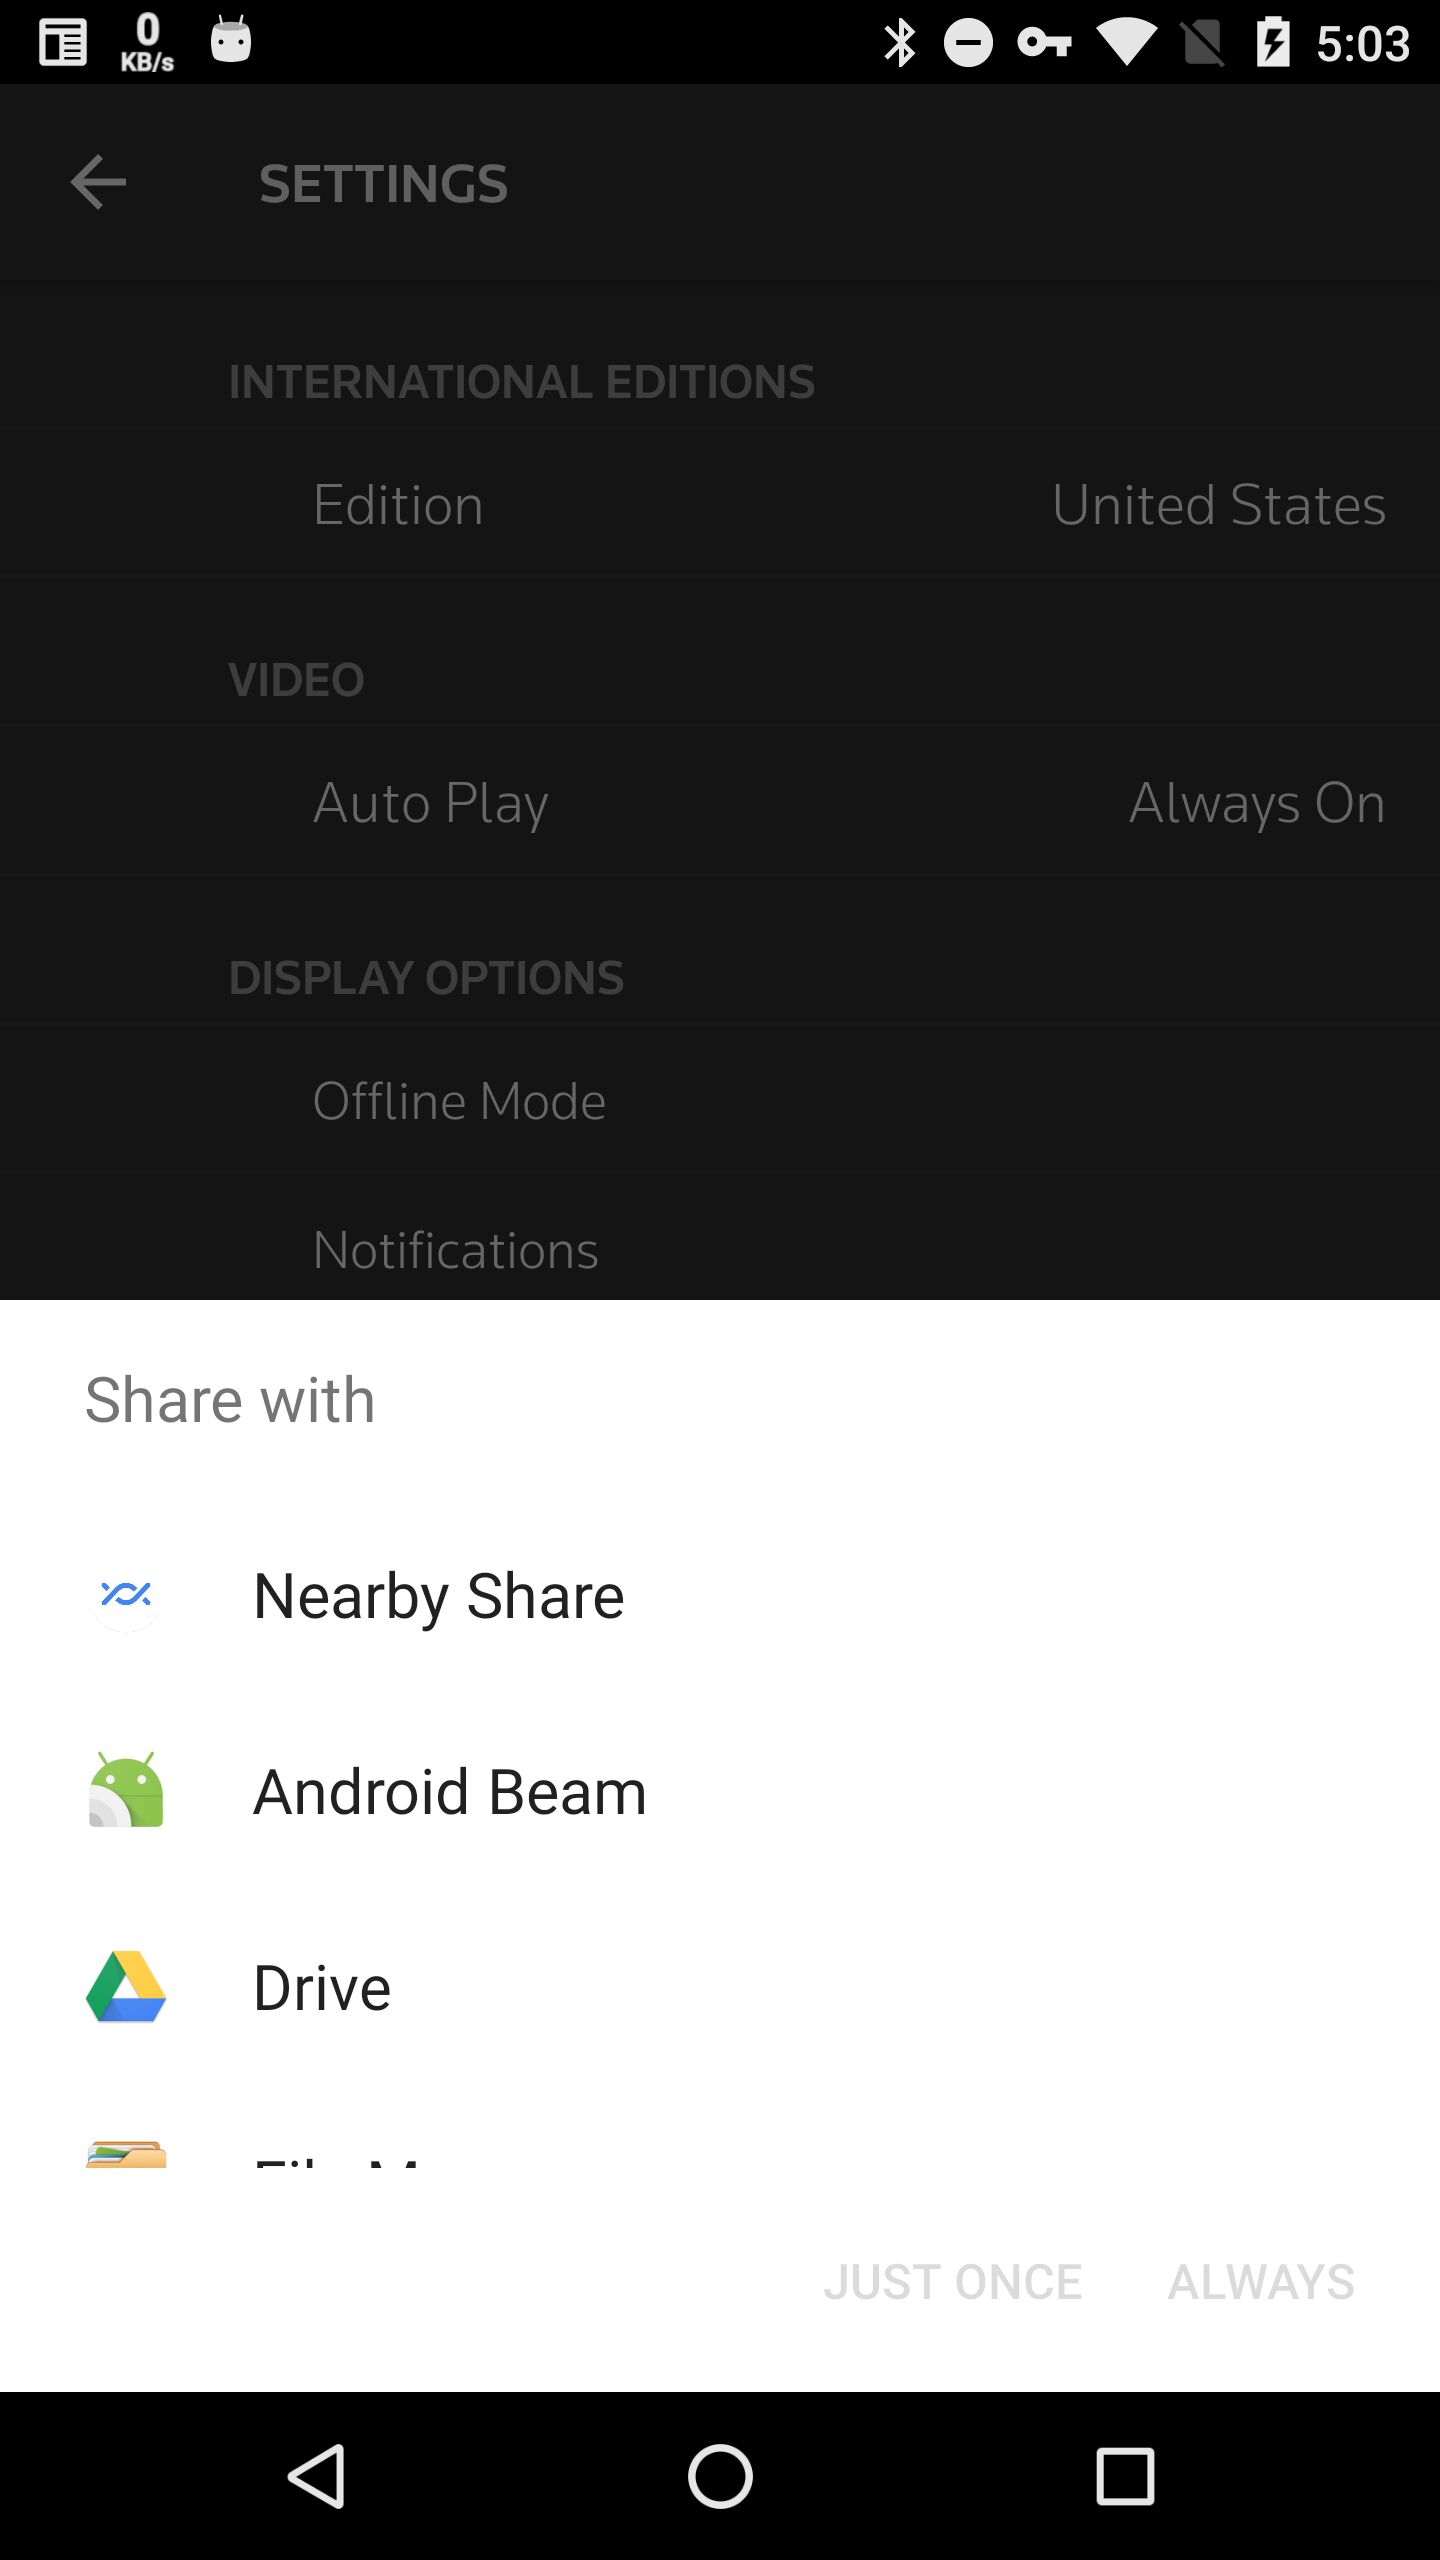 0
KB/s
5:03
SETTINGS
INTERNATIONAL EDITIONS
Edition United States
VIDEO
Auto Play Always On
DISPLAY OPTIONS
Offline Mode
Notifications
Share with
Nearby Share
Android Beam
Drive
JUST ONCE ALWAYS